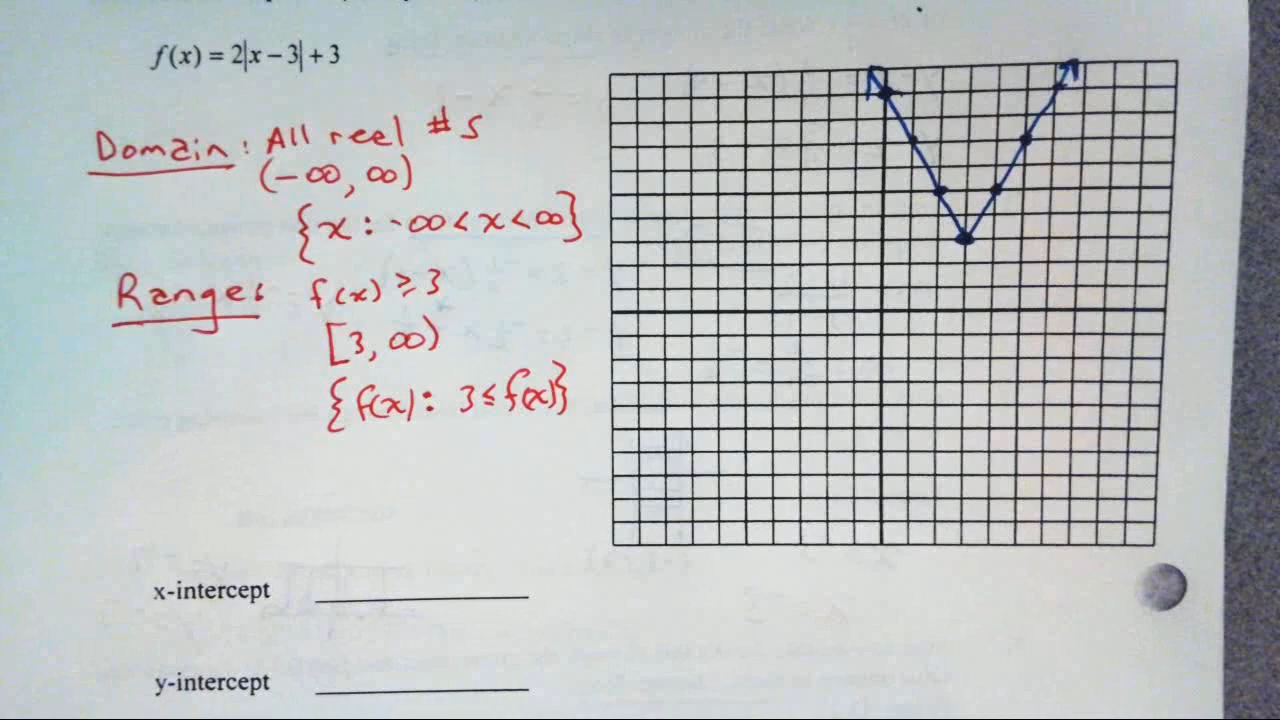 f(x) = 2|x − 3| + 3
Domain: All reel #s
(-∞, ∞)
{x : -∞ < x < ∞}
Range: f(x) ≥ 3
[3, ∞)
{f(x): 3 ≤ f(x)}
x-intercept
y-intercept